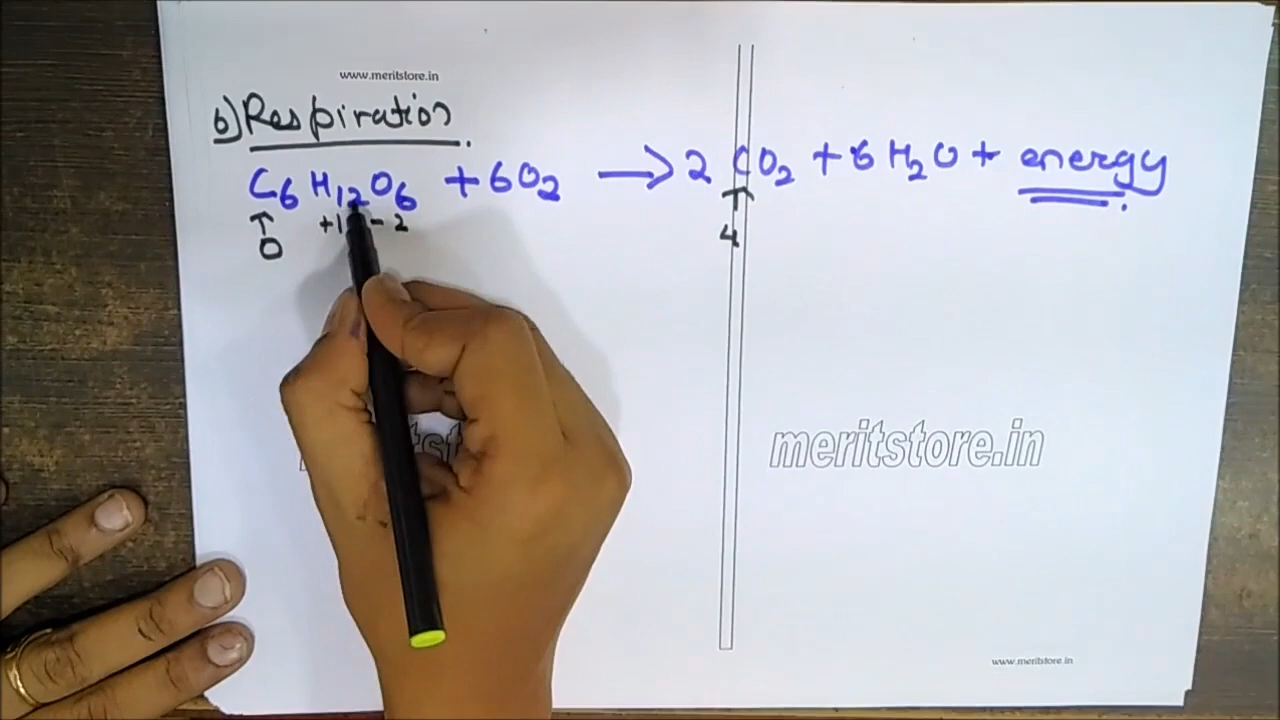 www.meritstore.in
b) Respiration
C6 H12 O6 + 6O2 → 2 CO2 + 6 H2O + energy
↑ +1 - 2 ↑
0 4
meritstore.in
www.meritstore.in